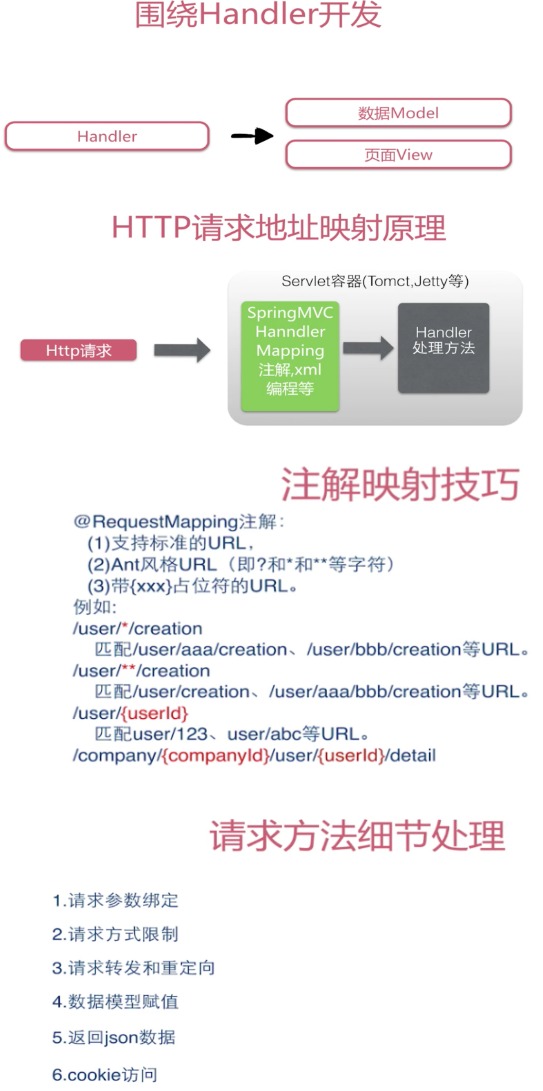 围绕Handler开发
Handler
数据Model
页面View
HTTP请求地址映射原理
Servlet容器(Tomct,Jetty等)
Http请求
SpringMVC
Hanndler
Mapping
注解,xml
编程等
Handler
处理方法
注解映射技巧
@RequestMapping注解：
(1)支持标准的URL，
(2)Ant风格URL（即?和*和**等字符）
(3)带{xxx}占位符的URL。
例如:
/user/*/creation
匹配/user/aaa/creation、/user/bbb/creation等URL。
/user/**/creation
匹配/user/creation、/user/aaa/bbb/creation等URL。
/user/{userId}
匹配user/123、user/abc等URL。
/company/{companyId}/user/{userId}/detail
请求方法细节处理
1.请求参数绑定
2.请求方式限制
3.请求转发和重定向
4.数据模型赋值
5.返回json数据
6.cookie访问